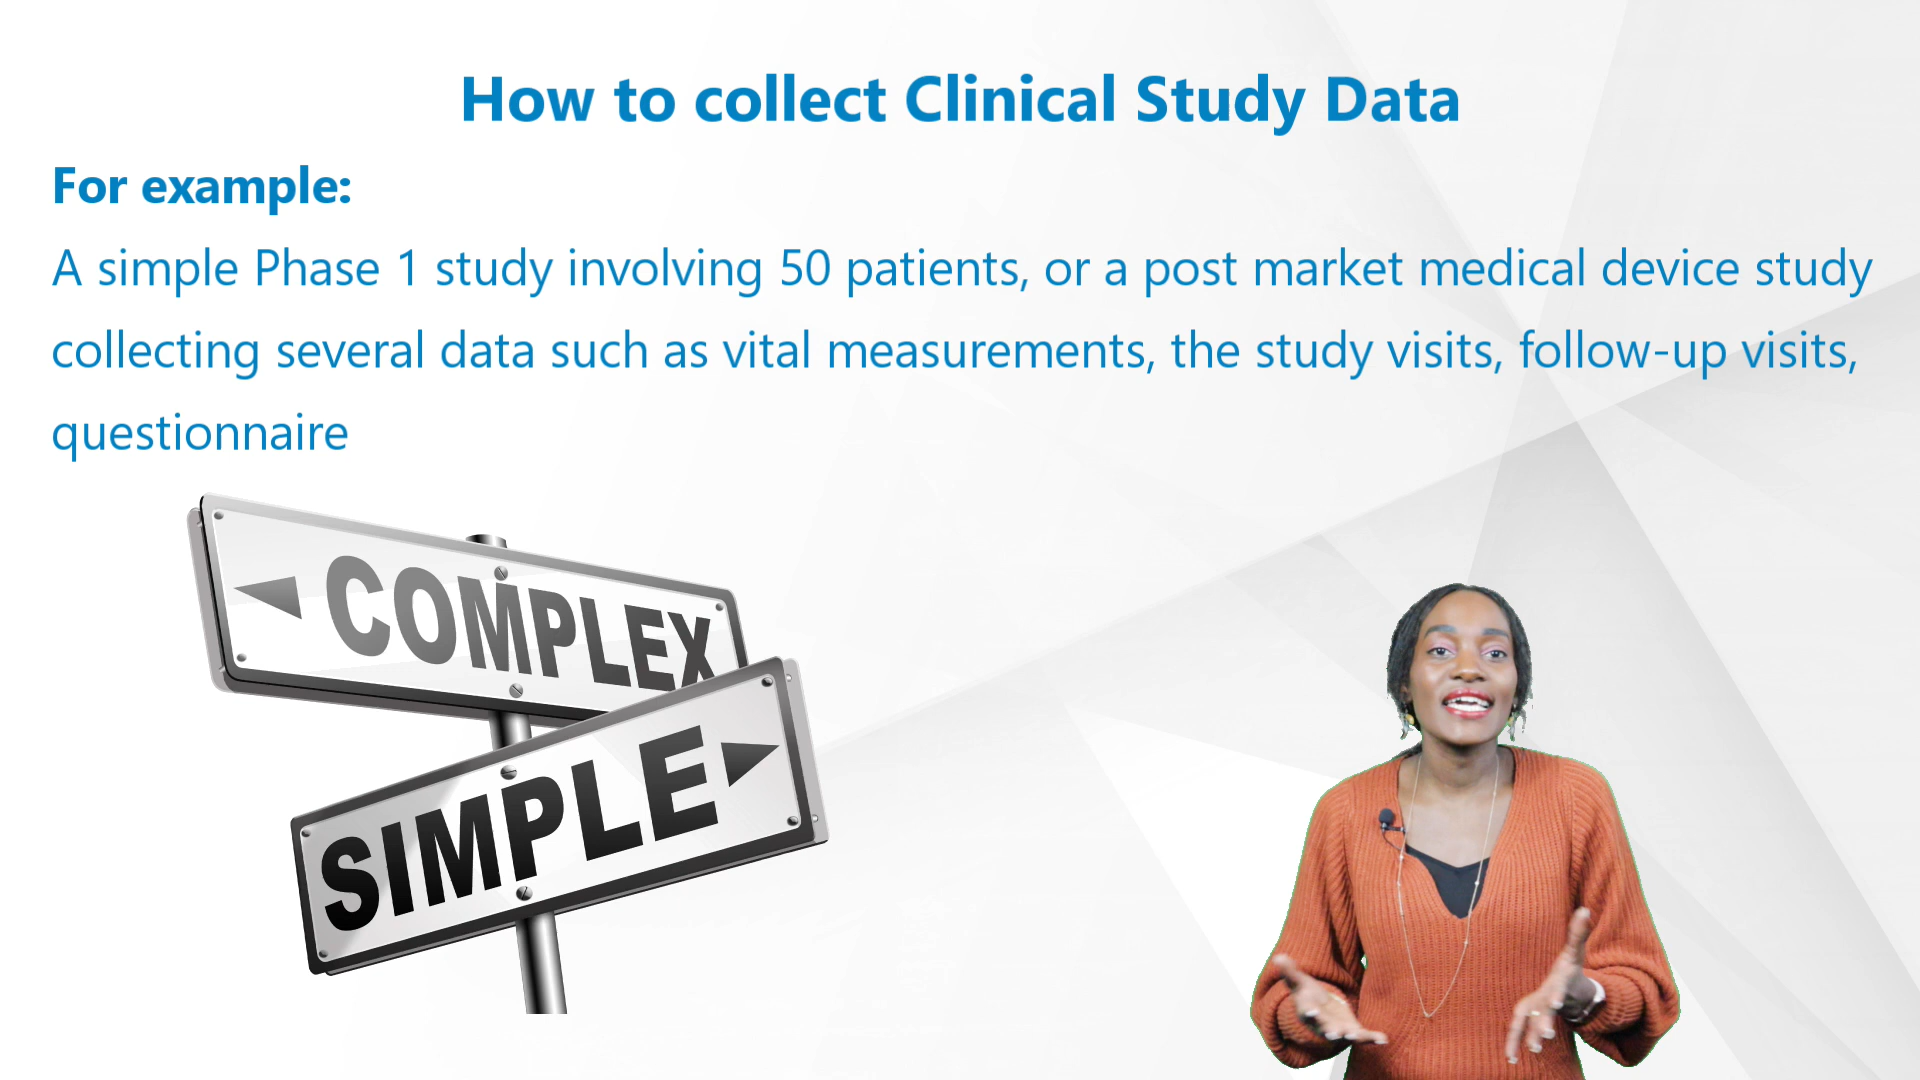 How to collect Clinical Study Data
For example:
A simple Phase 1 study involving 50 patients, or a post market medical device study
collecting several data such as vital measurements, the study visits, follow-up visits,
questionnaire
COMPLEX
SIMPLE